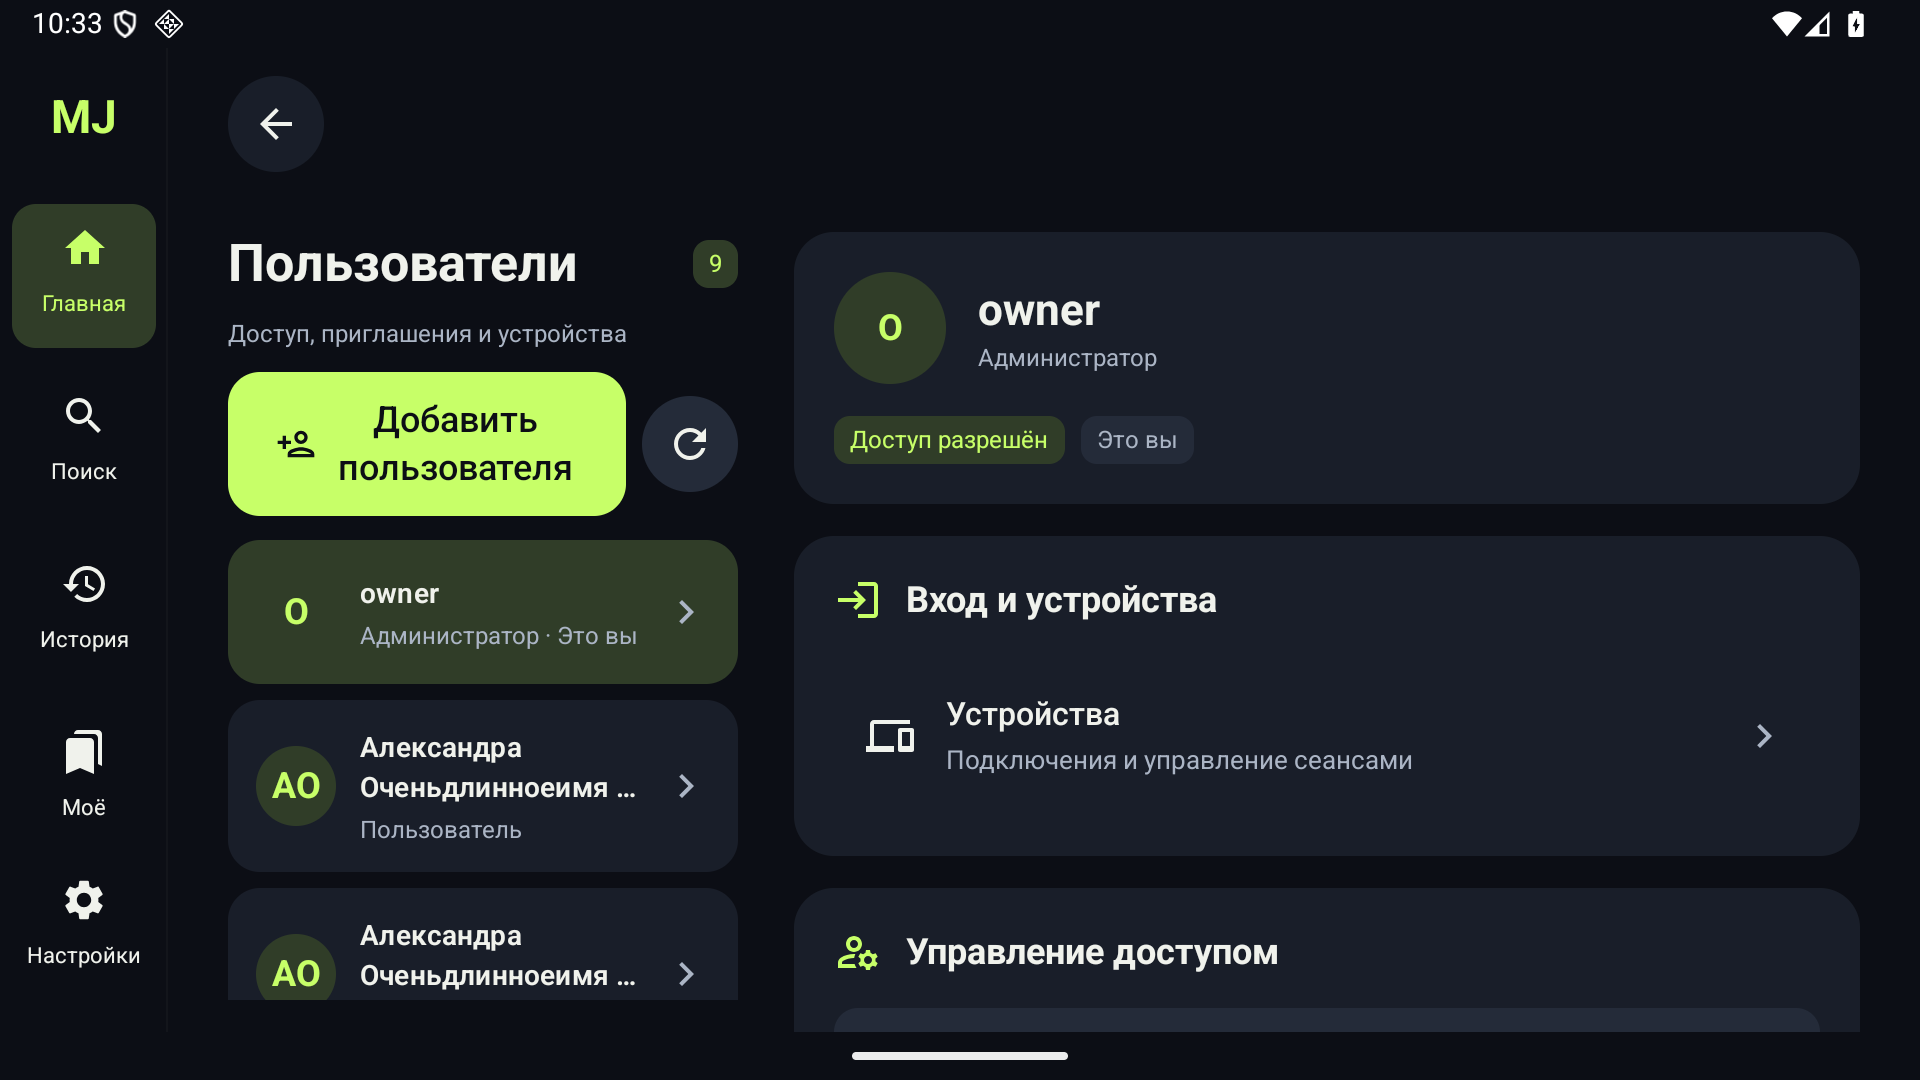 10:33
MJ
Главная
Поиск
История
Моё
Настройки
Пользователи
9
Доступ, приглашения и устройства
Добавить
пользователя
O
owner
Администратор · Это вы
АО
Александра
Оченьдлинноеимя ...
Пользователь
АО
Александра
Оченьдлинноеимя ...
O
owner
Администратор
Доступ разрешён
Это вы
Вход и устройства
Устройства
Подключения и управление сеансами
Управление доступом